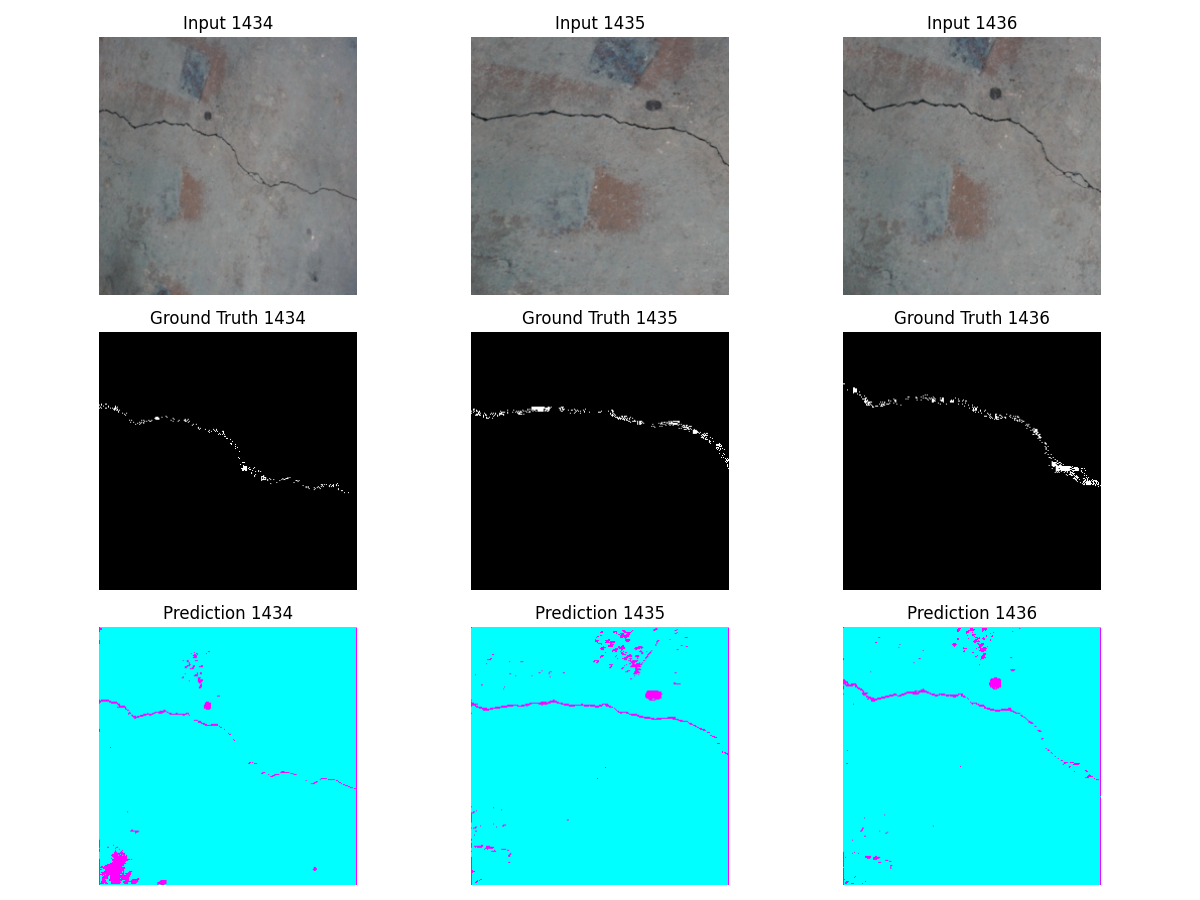 Input 1434
Input 1435
Input 1436
Ground Truth 1434
Ground Truth 1435
Ground Truth 1436
Prediction 1434
Prediction 1435
Prediction 1436